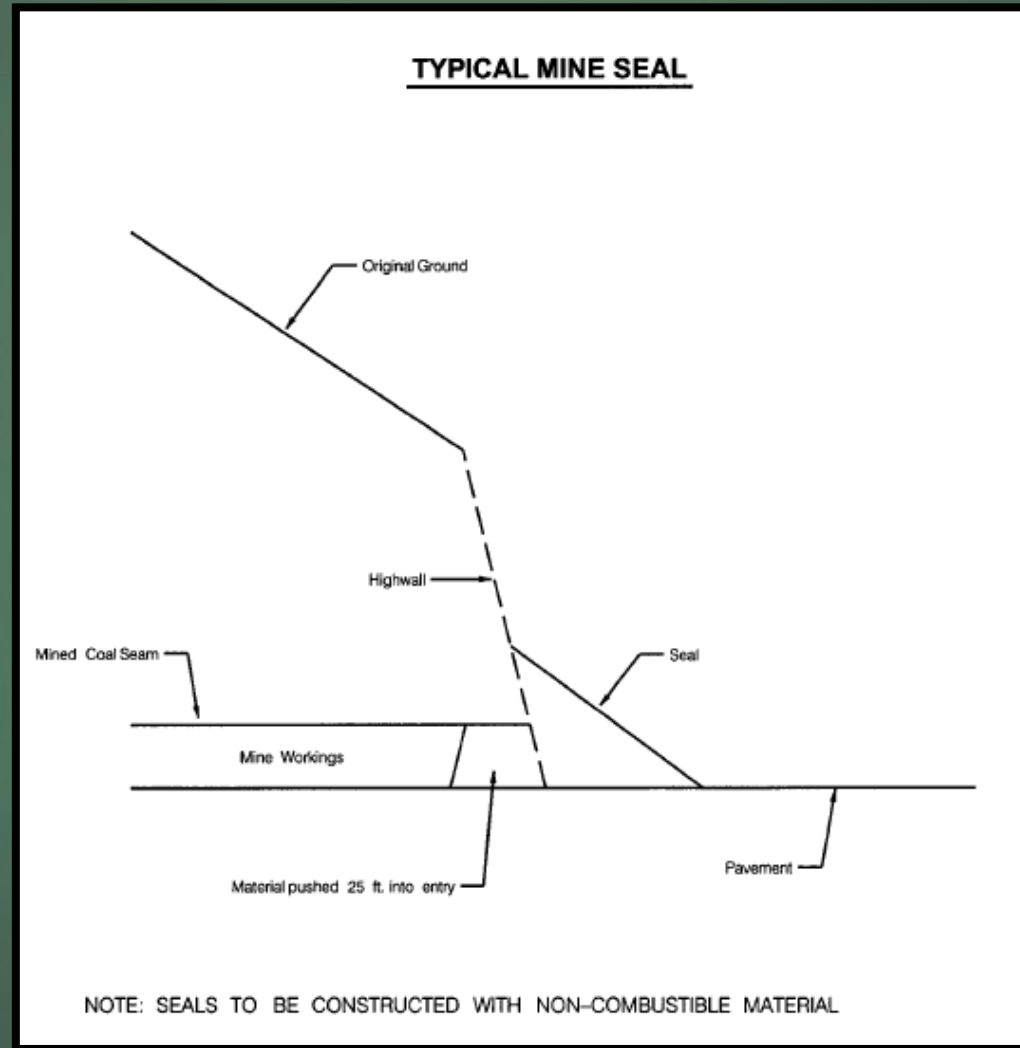 TYPICAL MINE SEAL
Original Ground
Highwall
Mined Coal Seam
Seal
Mine Workings
Pavement
Material pushed 25 ft. into entry
NOTE: SEALS TO BE CONSTRUCTED WITH NON-COMBUSTIBLE MATERIAL